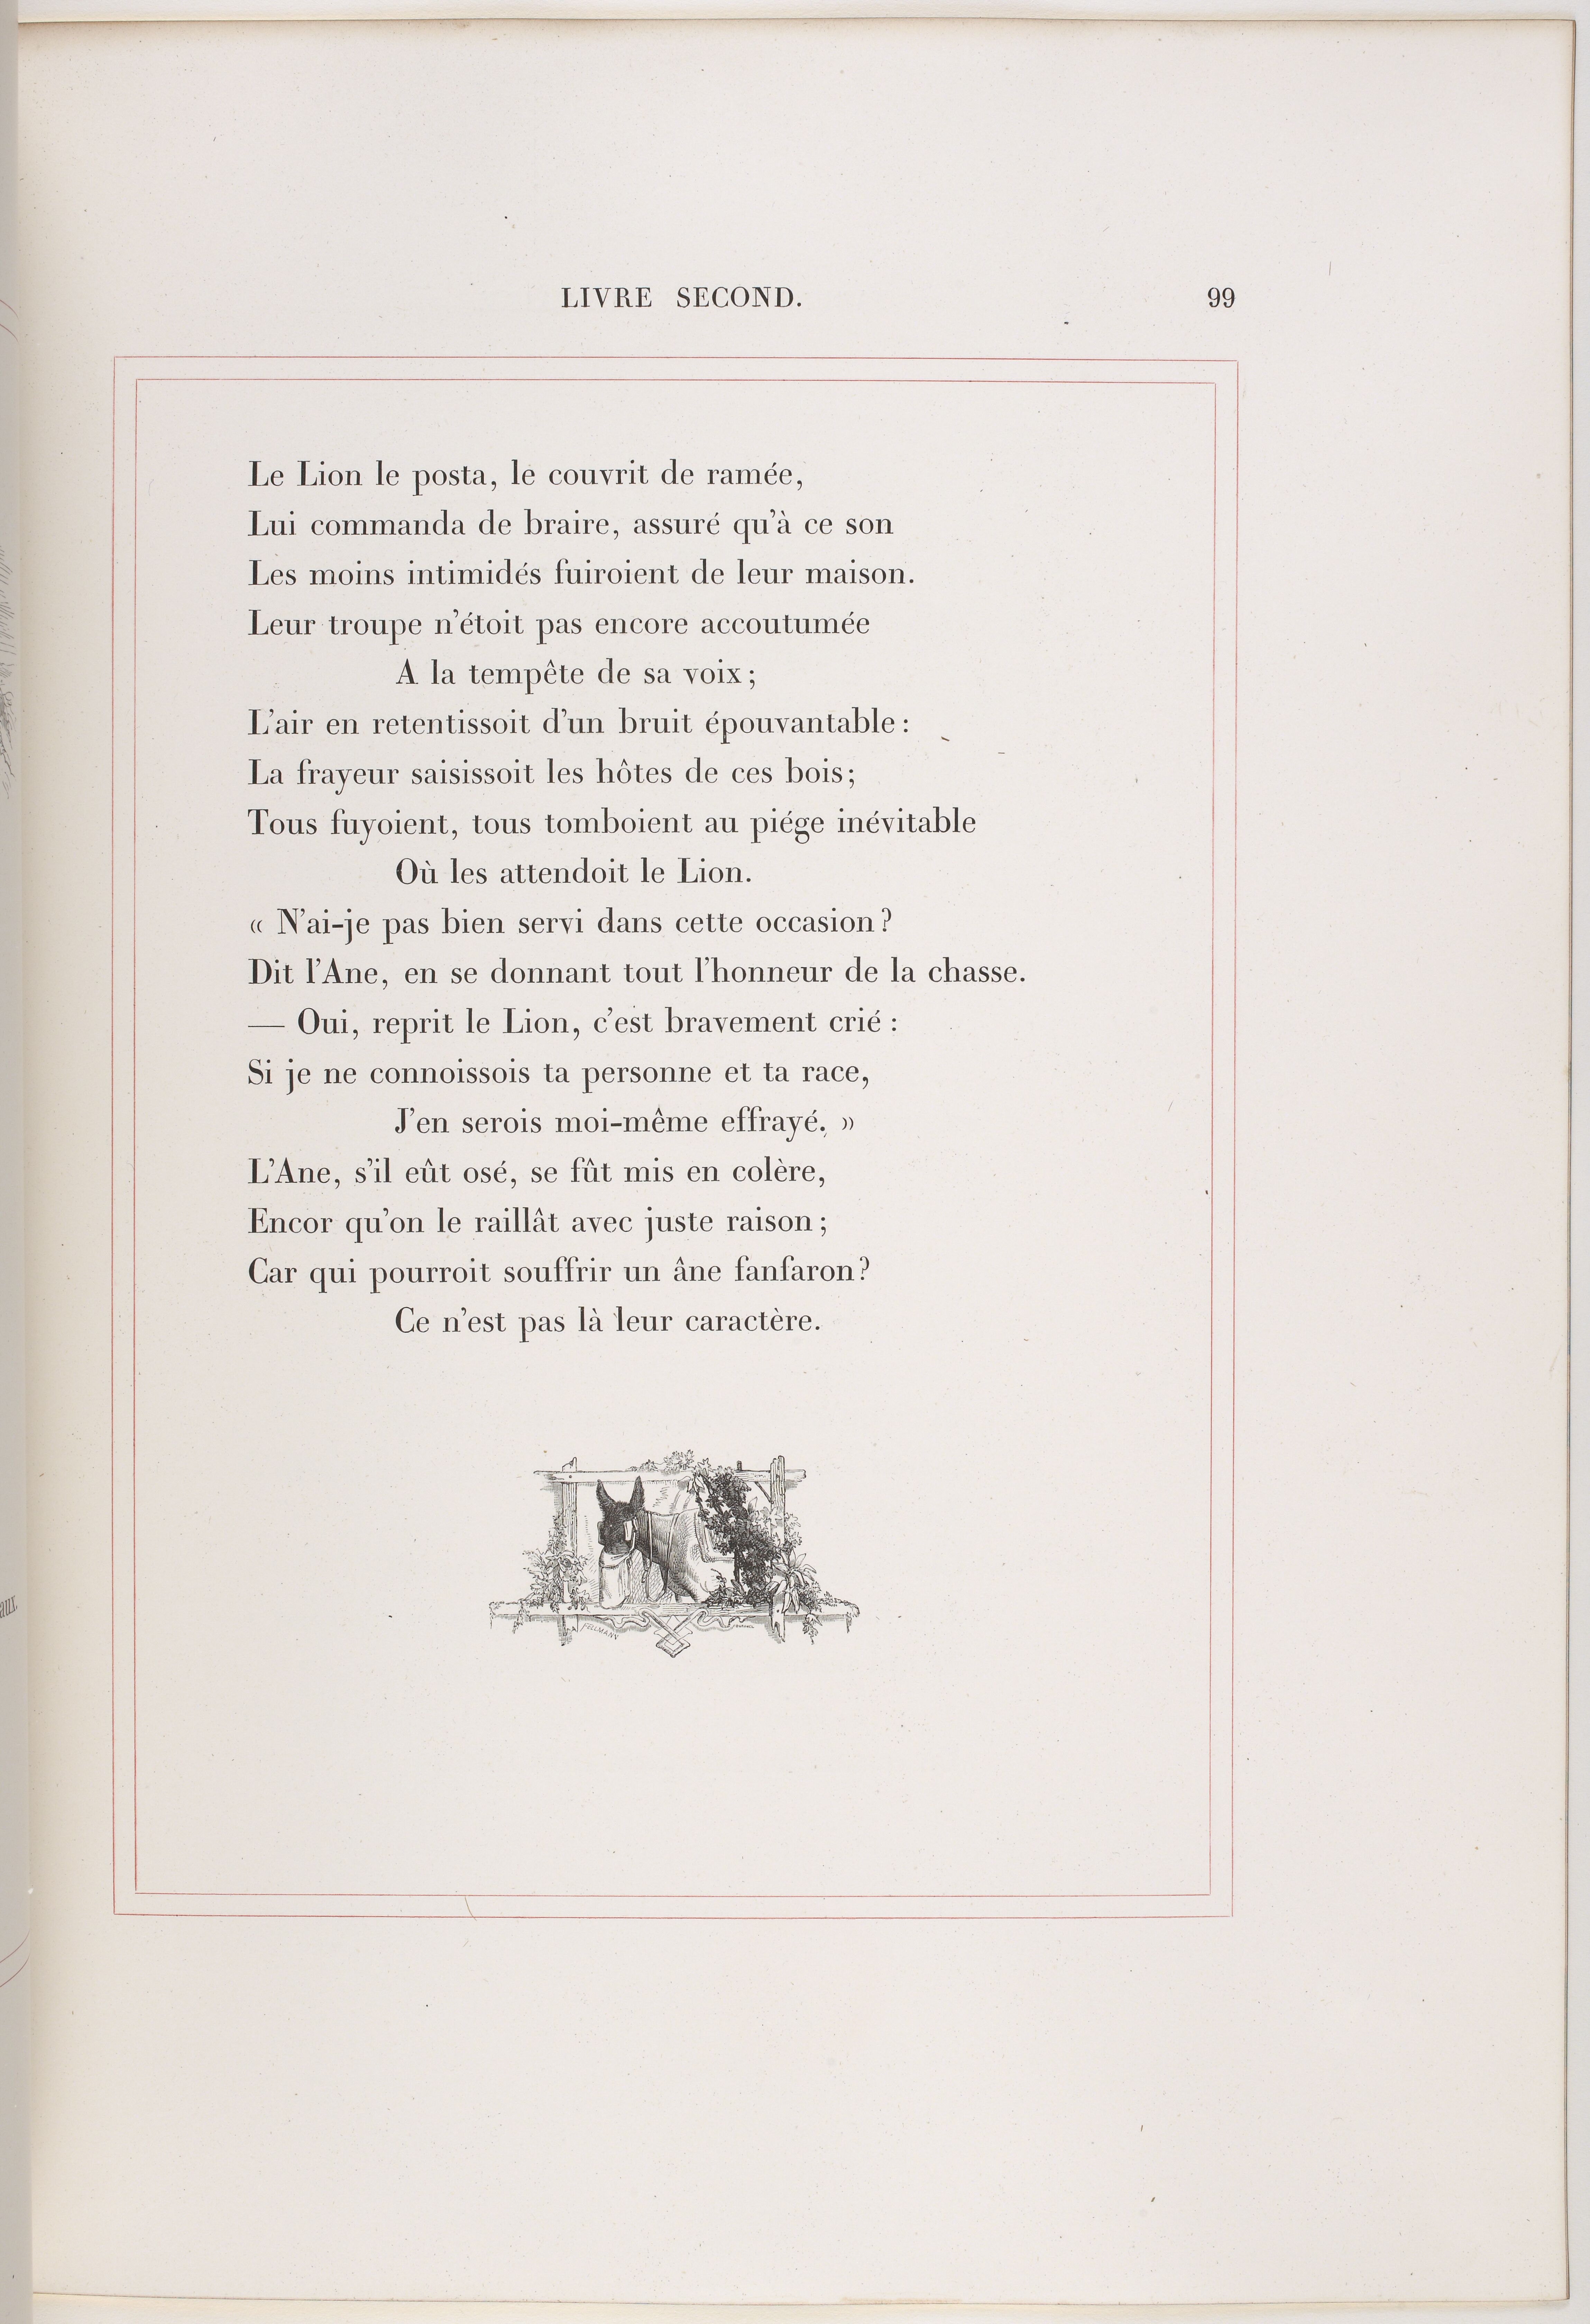 LIVRE SECOND. 99
Le Lion le posta, le couvrit de ramée,
Lui commanda de braire, assuré qu'à ce son
Les moins intimidés fuiroient de leur maison.
Leur troupe n'étoit pas encore accoutumée
A la tempête de sa voix;
L'air en retentissoit d'un bruit épouvantable :
La frayeur saisissoit les hôtes de ces bois;
Tous fuyoient, tous tomboient au piége inévitable
Où les attendoit le Lion.
« N'ai-je pas bien servi dans cette occasion?
Dit l'Ane, en se donnant tout l'honneur de la chasse.
— Oui, reprit le Lion, c'est bravement crié :
Si je ne connoissois ta personne et ta race,
J'en serois moi-même effrayé. »
L'Ane, s'il eût osé, se fût mis en colère,
Encor qu'on le raillât avec juste raison;
Car qui pourroit souffrir un âne fanfaron?
Ce n'est pas là leur caractère.
FELLMANN
aux.